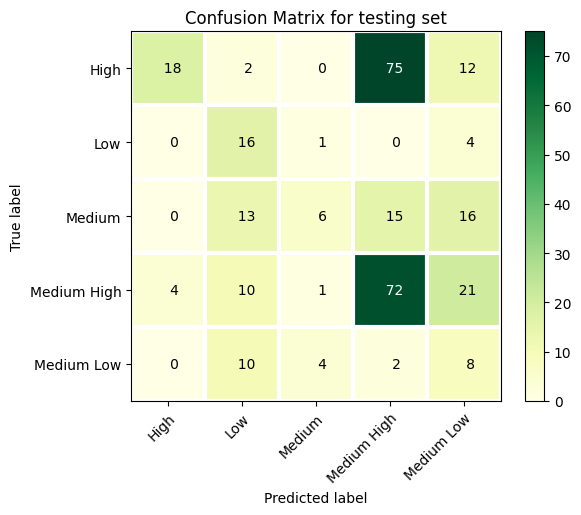 Confusion Matrix for testing set
High 18 2 0 75 12
Low 0 16 1 0 4
Medium 0 13 6 15 16
Medium High 4 10 1 72 21
Medium Low 0 10 4 2 8
High Low Medium Medium High Medium Low
Predicted label
True label
70
60
50
40
30
20
10
0